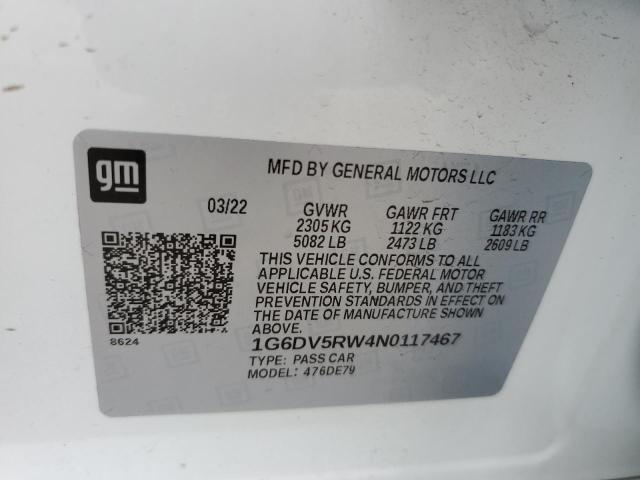 gm
MFD BY GENERAL MOTORS LLC
03/22 GVWR GAWR FRT GAWR RR
2305 KG 1122 KG 1183 KG
5082 LB 2473 LB 2609 LB
THIS VEHICLE CONFORMS TO ALL
APPLICABLE U.S. FEDERAL MOTOR
VEHICLE SAFETY, BUMPER, AND THEFT
PREVENTION STANDARDS IN EFFECT ON
THE DATE OF MANUFACTURE SHOWN
ABOVE.
8624
1G6DV5RW4N0117467
TYPE: PASS CAR
MODEL: 476DE79